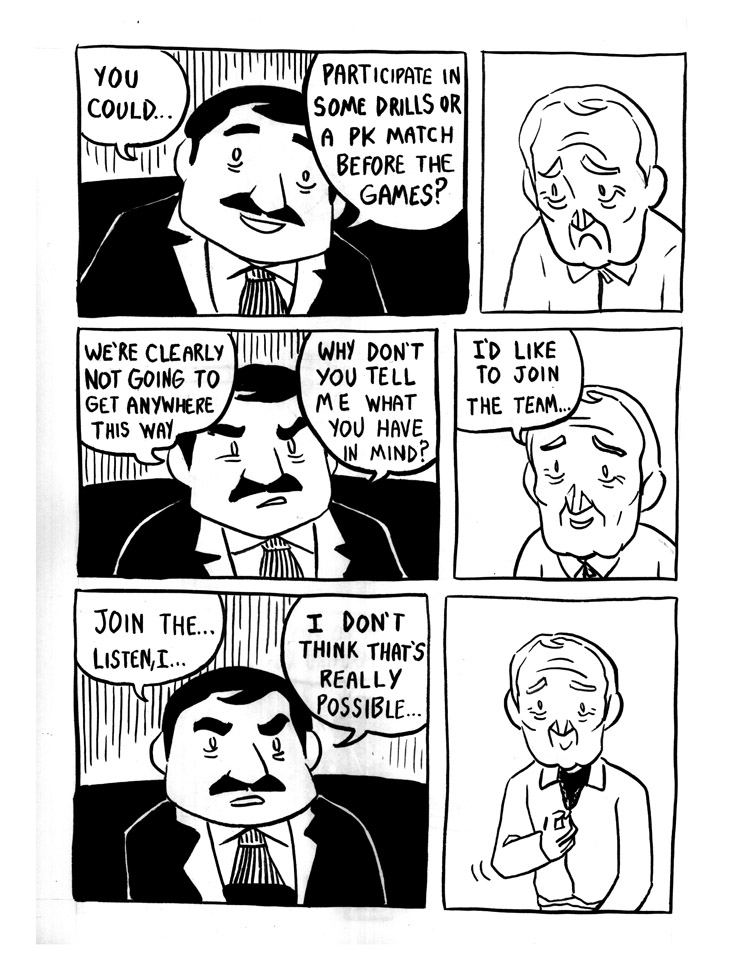 YOU
COULD...
PARTICIPATE IN
SOME DRILLS OR
A PK MATCH
BEFORE THE
GAMES?
WE'RE CLEARLY
NOT GOING TO
GET ANYWHERE
THIS WAY
WHY DON'T
YOU TELL
ME WHAT
YOU HAVE
IN MIND?
I'D LIKE
TO JOIN
THE TEAM...
JOIN THE...
LISTEN, I...
I DON'T
THINK THAT'S
REALLY
POSSIBLE...